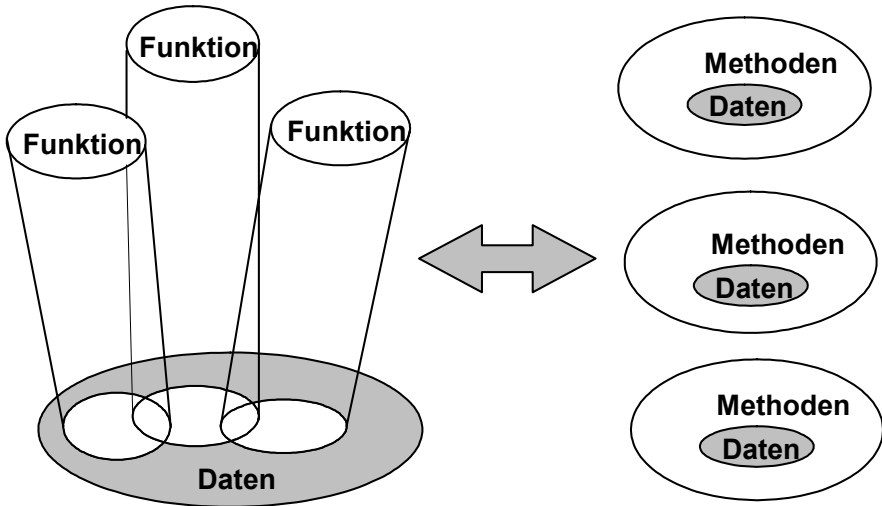 Funktion
Funktion
Funktion
Daten
Methoden
Daten
Methoden
Daten
Methoden
Daten